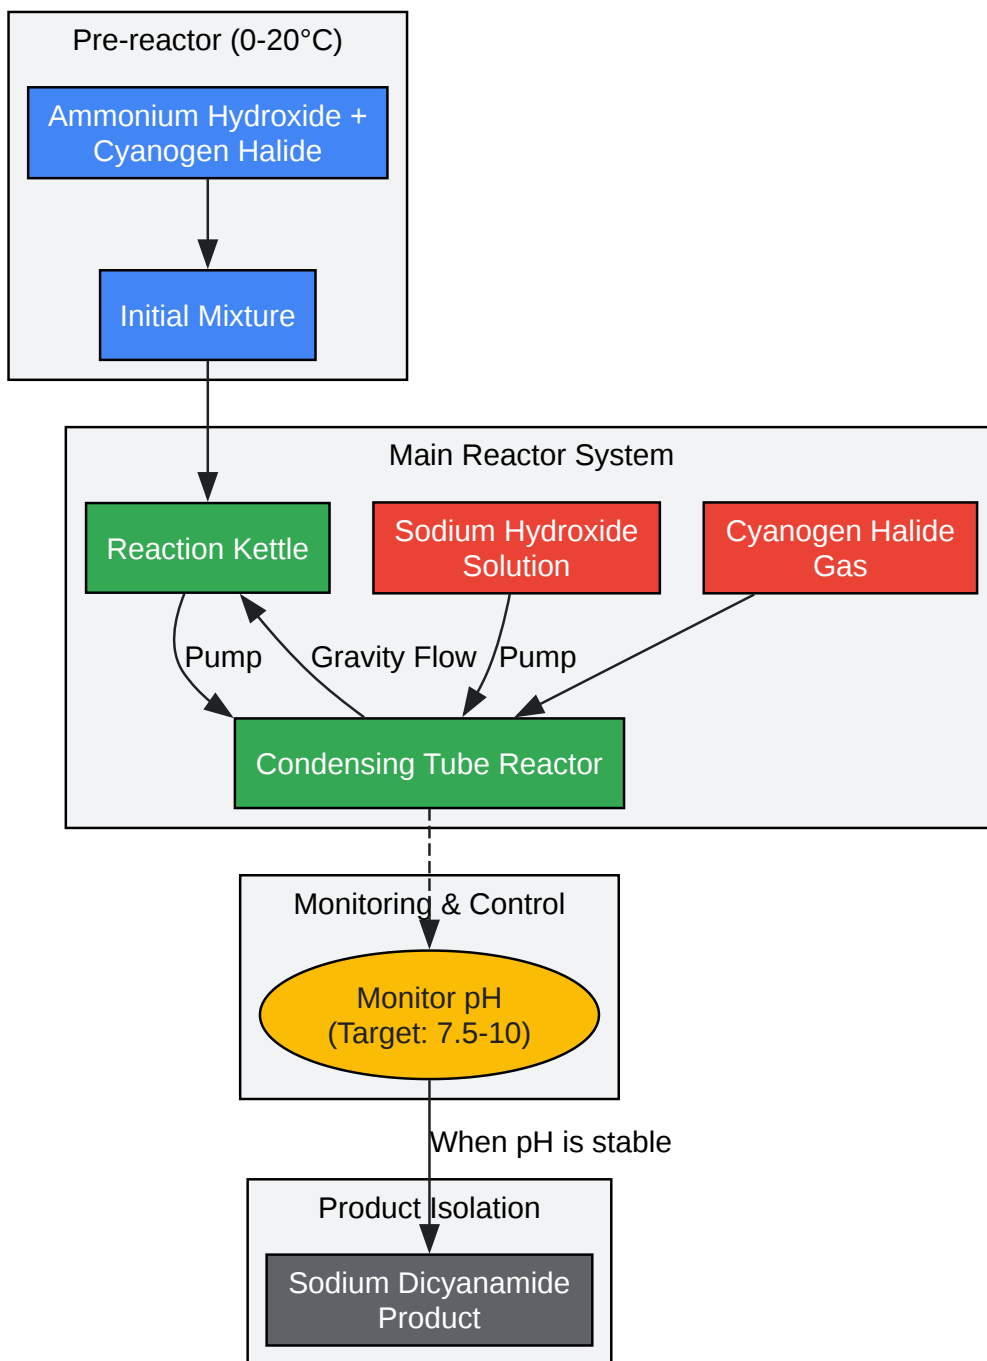 Pre-reactor (0-20°C)
Ammonium Hydroxide +
Cyanogen Halide
Initial Mixture
Main Reactor System
Reaction Kettle
Sodium Hydroxide
Solution
Cyanogen Halide
Gas
Pump
Gravity Flow
Pump
Condensing Tube Reactor
Monitoring & Control
Monitor pH
(Target: 7.5-10)
When pH is stable
Product Isolation
Sodium Dicyanamide
Product